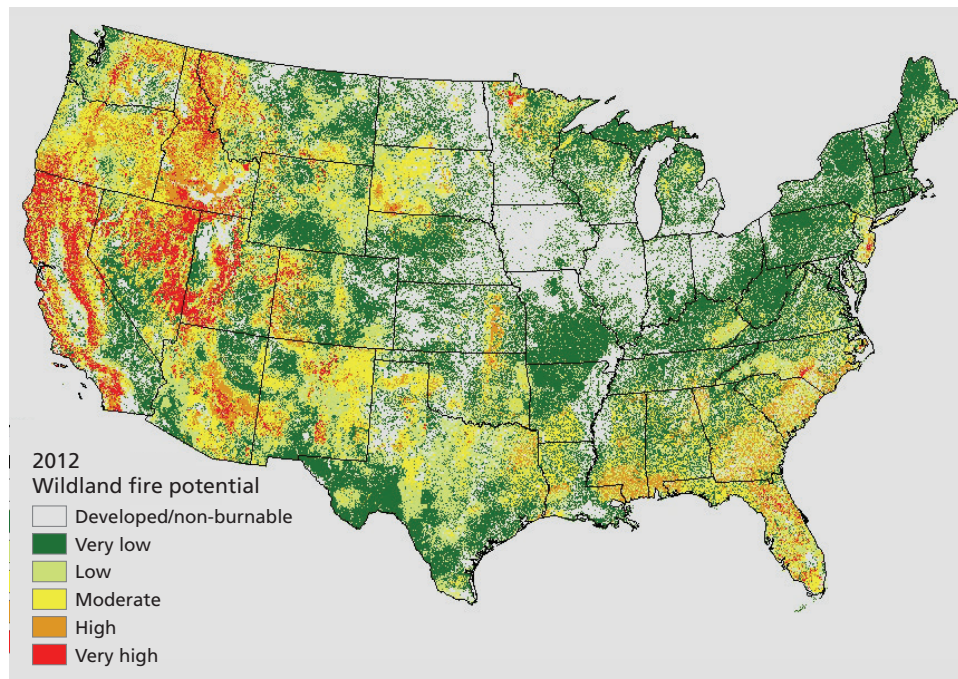 2012
Wildland fire potential
Developed/non-burnable
Very low
Low
Moderate
High
Very high